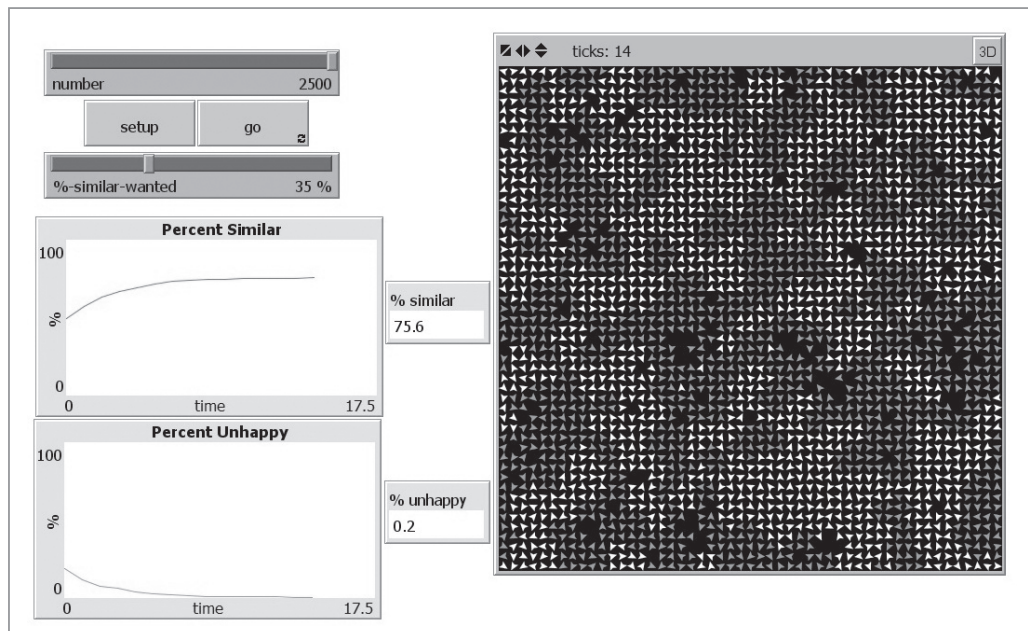 number 2500
setup
go
%-similar-wanted 35 %
Percent Similar
100
%
0
0 time 17.5
% similar
75.6
Percent Unhappy
100
%
0
0 time 17.5
% unhappy
0.2
ticks: 14
3D